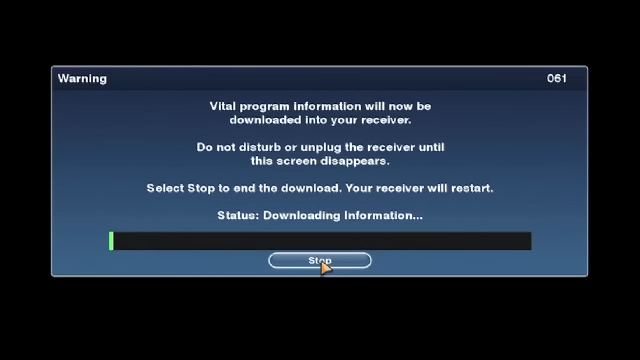 Warning 061
Vital program information will now be
downloaded into your receiver.
Do not disturb or unplug the receiver until
this screen disappears.
Select Stop to end the download. Your receiver will restart.
Status: Downloading Information...
Stop